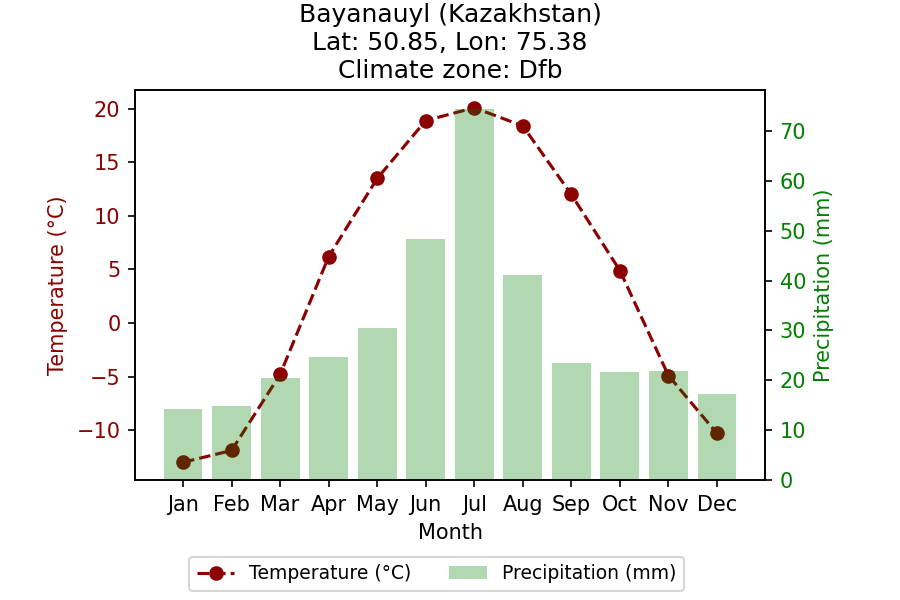 Bayanauyl (Kazakhstan)
Lat: 50.85, Lon: 75.38
Climate zone: Dfb
Temperature (°C)
20
15
10
5
0
−5
−10
Precipitation (mm)
70
60
50
40
30
20
10
0
Jan Feb Mar Apr May Jun Jul Aug Sep Oct Nov Dec
Month
Temperature (°C) Precipitation (mm)